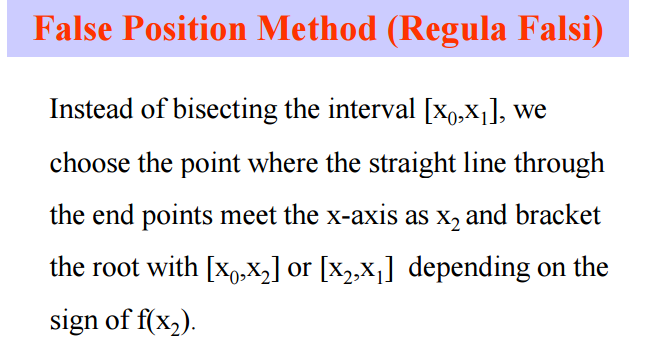 False Position Method (Regula Falsi)
Instead of bisecting the interval [x₀,x₁], we
choose the point where the straight line through
the end points meet the x-axis as x₂ and bracket
the root with [x₀,x₂] or [x₂,x₁] depending on the
sign of f(x₂).